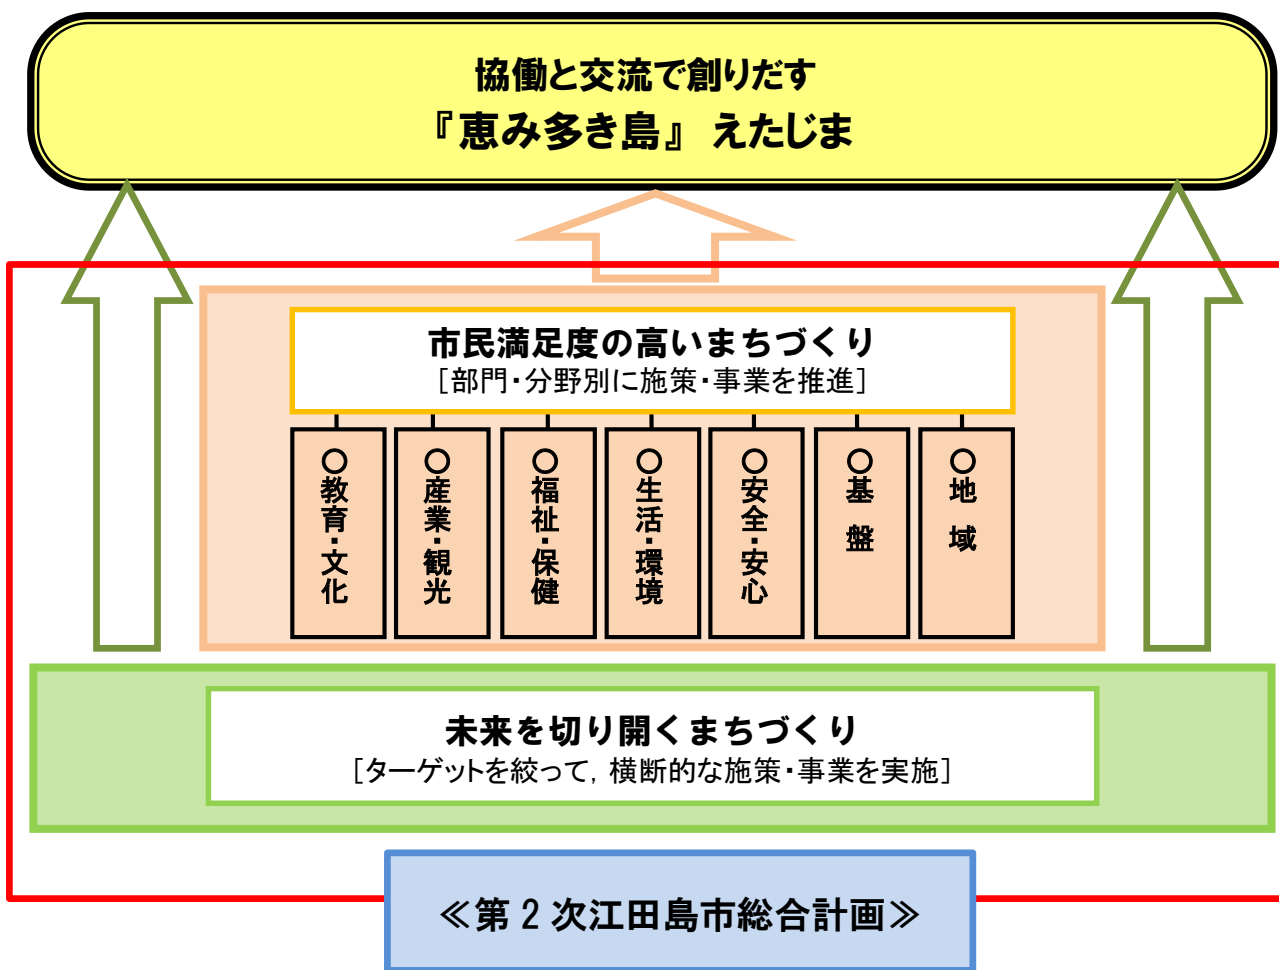 協働と交流で創りだす
『恵み多き島』 えたじま
市民満足度の高いまちづくり
[部門・分野別に施策・事業を推進]
○教育・文化
○産業・観光
○福祉・保健
○生活・環境
○安全・安心
○基 盤
○地 域
未来を切り開くまちづくり
[ターゲットを絞って，横断的な施策・事業を実施]
≪第２次江田島市総合計画≫